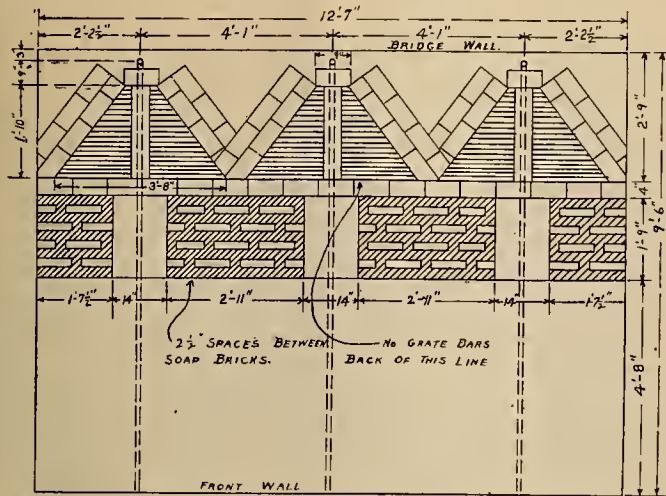 12'-7"
2'-2½" 4'-1" 4'-1" 2'-2½"
BRIDGE WALL.
3"
9"
1'-10"
2'-9"
3'-8"
4"
9'-6"
1'-9"
1'-7½" 14" 2'-11" 14" 2'-11" 14" 1'-7½"
2½" SPACES BETWEEN
SOAP BRICKS.
NO GRATE BARS
BACK OF THIS LINE
4'-8"
FRONT WALL